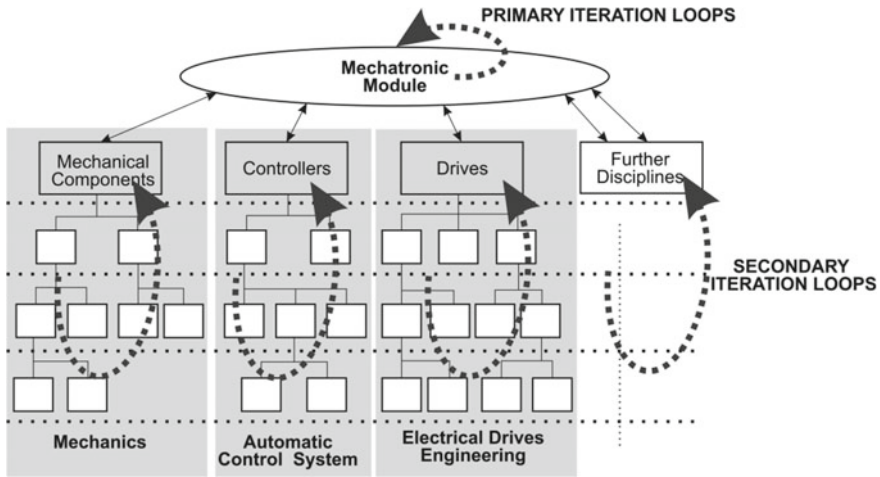 PRIMARY ITERATION LOOPS
Mechatronic
Module
Mechanical
Components
Controllers
Drives
Further
Disciplines
SECONDARY
ITERATION LOOPS
Mechanics
Automatic
Control System
Electrical Drives
Engineering